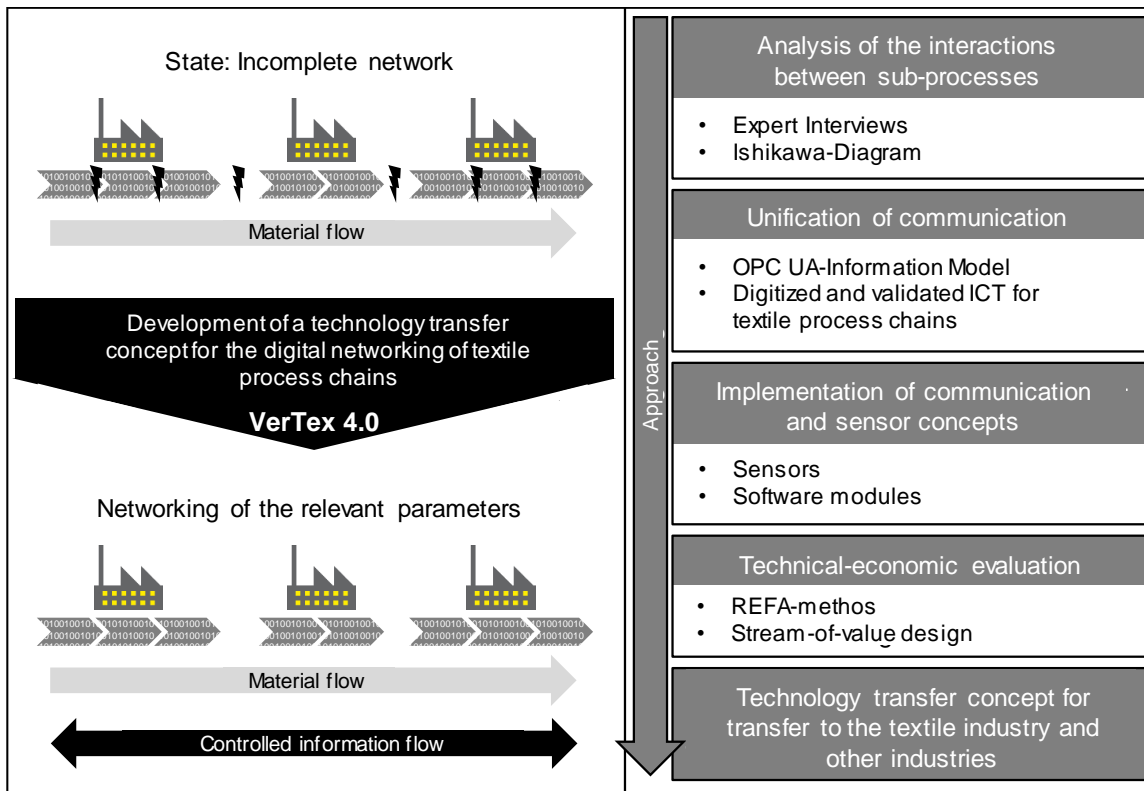 State: Incomplete network
Material flow
Development of a technology transfer
concept for the digital networking of textile
process chains
VerTex 4.0
Networking of the relevant parameters
Material flow
Controlled information flow
Approach
Analysis of the interactions
between sub-processes
• Expert Interviews
• Ishikawa-Diagram
Unification of communication
• OPC UA-Information Model
• Digitized and validated ICT for
textile process chains
Implementation of communication
and sensor concepts
• Sensors
• Software modules
Technical-economic evaluation
• REFA-methos
• Stream-of-value design
Technology transfer concept for
transfer to the textile industry and
other industries